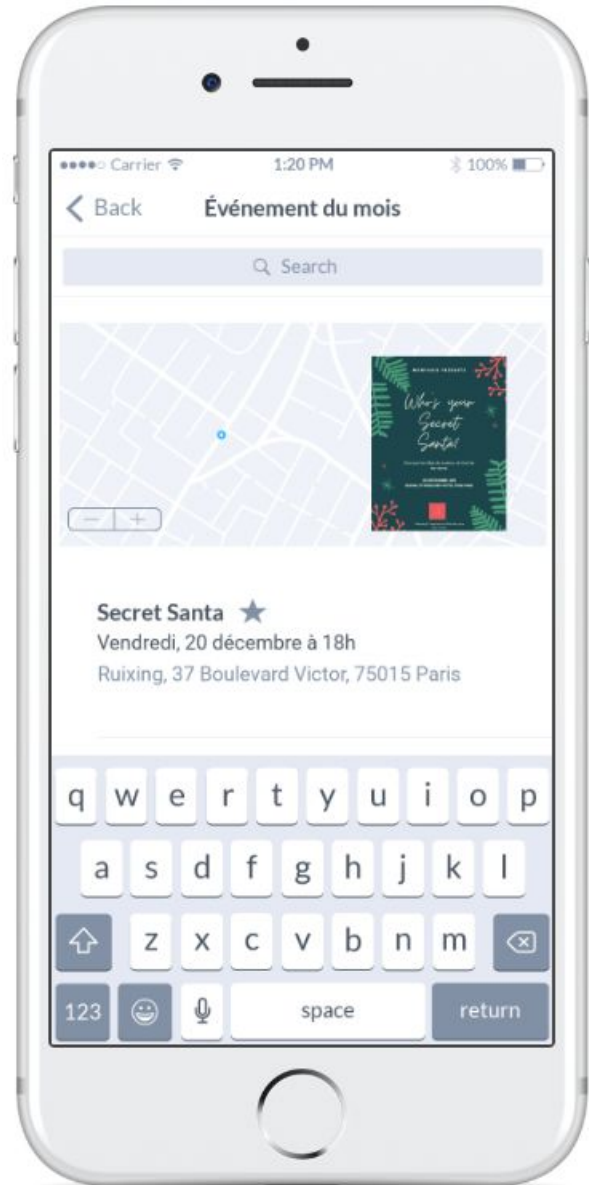 Carrier 1:20 PM 100%
Back Événement du mois
Search
Who's your
Secret
Santa?
Secret Santa
Vendredi, 20 décembre à 18h
Ruixing, 37 Boulevard Victor, 75015 Paris
q w e r t y u i o p
a s d f g h j k l
z x c v b n m
123 space return